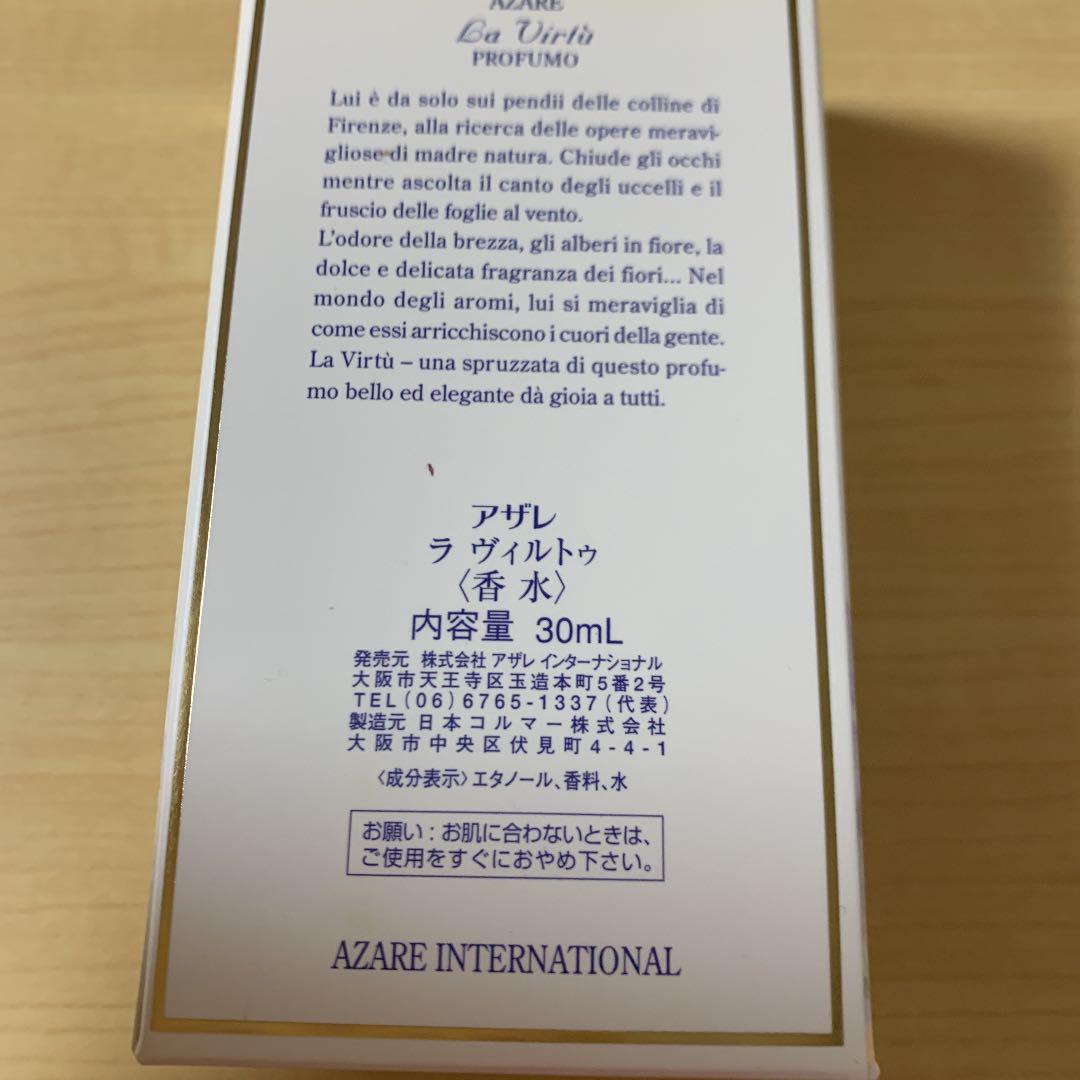 AZARE
La Virtù
PROFUMO
Lui è da solo sui pendii delle colline di
Firenze, alla ricerca delle opere meravi-
gliose di madre natura. Chiude gli occhi
mentre ascolta il canto degli uccelli e il
fruscio delle foglie al vento.
L'odore della brezza, gli alberi in fiore, la
dolce e delicata fragranza dei fiori... Nel
mondo degli aromi, lui si meraviglia di
come essi arricchiscono i cuori della gente.
La Virtù – una spruzzata di questo profu-
mo bello ed elegante dà gioia a tutti.
アザレ
ラ ヴィルトゥ
〈香 水〉
内容量 30mL
発売元 株式会社 アザレ インターナショナル
大阪市天王寺区玉造本町5番2号
TEL(06)6765-1337(代表)
製造元 日本コルマー株式会社
大阪市中央区伏見町4-4-1
〈成分表示〉エタノール、香料、水
お願い:お肌に合わないときは、
ご使用をすぐにおやめ下さい。
AZARE INTERNATIONAL